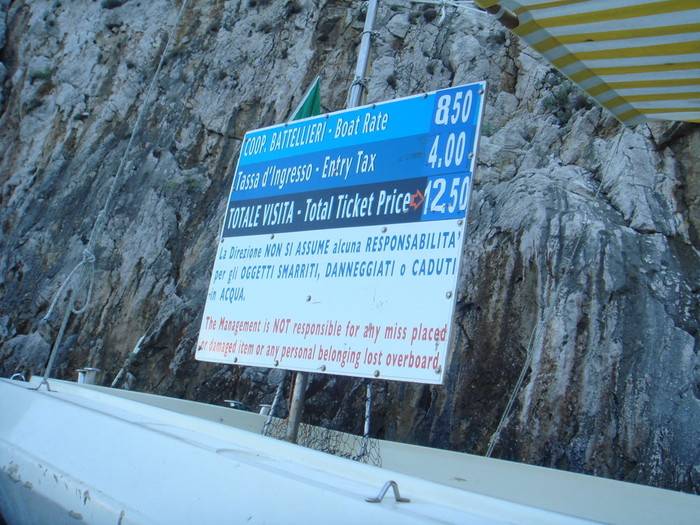 COOP. BATTELLIERI - Boat Rate 8,50
Tassa d'Ingresso - Entry Tax 4,00
TOTALE VISITA - Total Ticket Price 12,50
La Direzione NON SI ASSUME alcuna RESPONSABILITA'
per gli OGGETTI SMARRITI, DANNEGGIATI o CADUTI
in ACQUA.
The Management is NOT responsible for any miss placed
or damaged item or any personal belonging lost overboard.